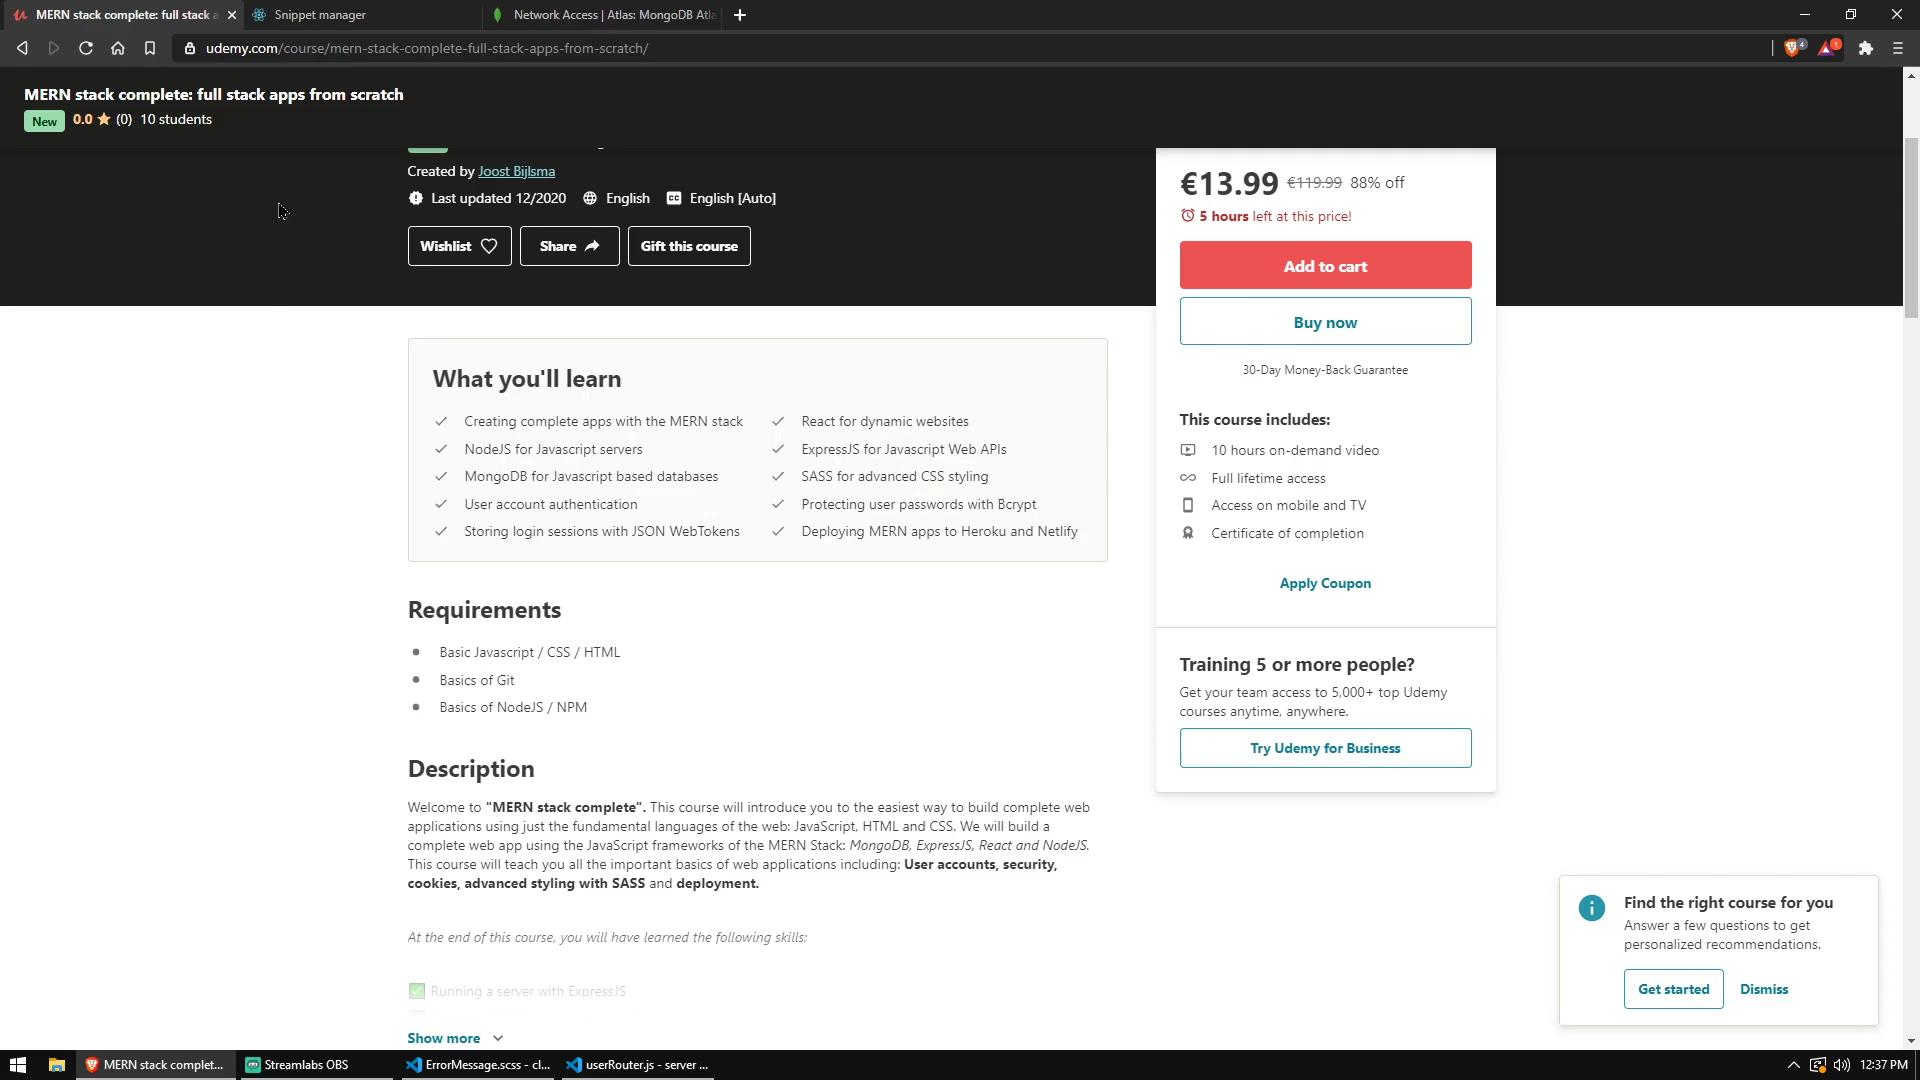 MERN stack complete: full stack a
Snippet manager
Network Access | Atlas: MongoDB Atla
udemy.com/course/mern-stack-complete-full-stack-apps-from-scratch/
4
1
MERN stack complete: full stack apps from scratch
New 0.0 (0) 10 students
Created by Joost Bijlsma
Last updated 12/2020 English English [Auto]
Wishlist
Share
Gift this course
€13.99 €119.99 88% off
5 hours left at this price!
Add to cart
Buy now
30-Day Money-Back Guarantee
This course includes:
10 hours on-demand video
Full lifetime access
Access on mobile and TV
Certificate of completion
Apply Coupon
Training 5 or more people?
Get your team access to 5,000+ top Udemy
courses anytime, anywhere.
Try Udemy for Business
What you'll learn
Creating complete apps with the MERN stack
React for dynamic websites
NodeJS for Javascript servers
ExpressJS for Javascript Web APIs
MongoDB for Javascript based databases
SASS for advanced CSS styling
User account authentication
Protecting user passwords with Bcrypt
Storing login sessions with JSON WebTokens
Deploying MERN apps to Heroku and Netlify
Requirements
Basic Javascript / CSS / HTML
Basics of Git
Basics of NodeJS / NPM
Description
Welcome to "MERN stack complete". This course will introduce you to the easiest way to build complete web
applications using just the fundamental languages of the web: JavaScript, HTML and CSS. We will build a
complete web app using the JavaScript frameworks of the MERN Stack: MongoDB, ExpressJS, React and NodeJS.
This course will teach you all the important basics of web applications including: User accounts, security,
cookies, advanced styling with SASS and deployment.
At the end of this course, you will have learned the following skills:
Running a server with ExpressJS
Show more
Find the right course for you
Answer a few questions to get
personalized recommendations.
Get started
Dismiss
MERN stack complet...
Streamlabs OBS
ErrorMessage.scss - cl...
userRouter.js - server ...
12:37 PM